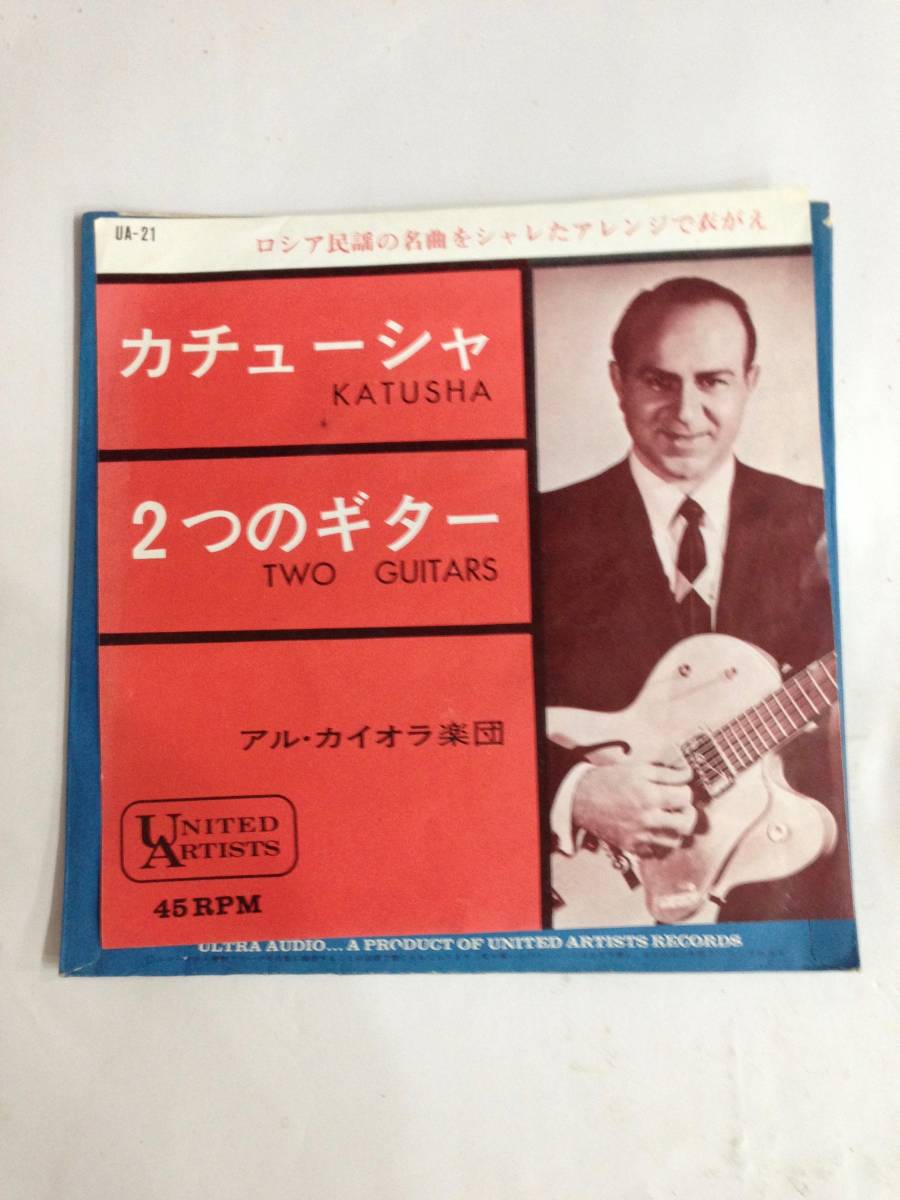 UA-21
ロシア民謡の名曲をシャレたアレンジで衣がえ
カチューシャ
KATUSHA
2つのギター
TWO GUITARS
アル・カイオラ楽団
UNITED
ARTISTS
45 RPM
ULTRA AUDIO... A PRODUCT OF UNITED ARTISTS RECORDS